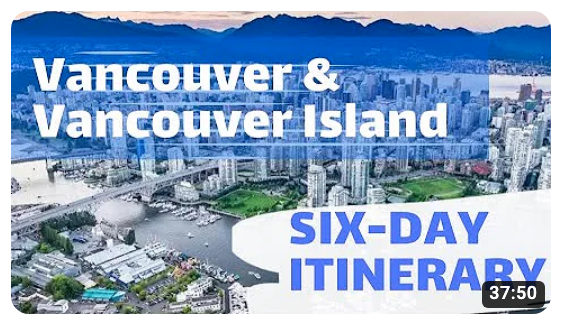 Vancouver &
Vancouver Island
SIX-DAY
ITINERARY
37:50